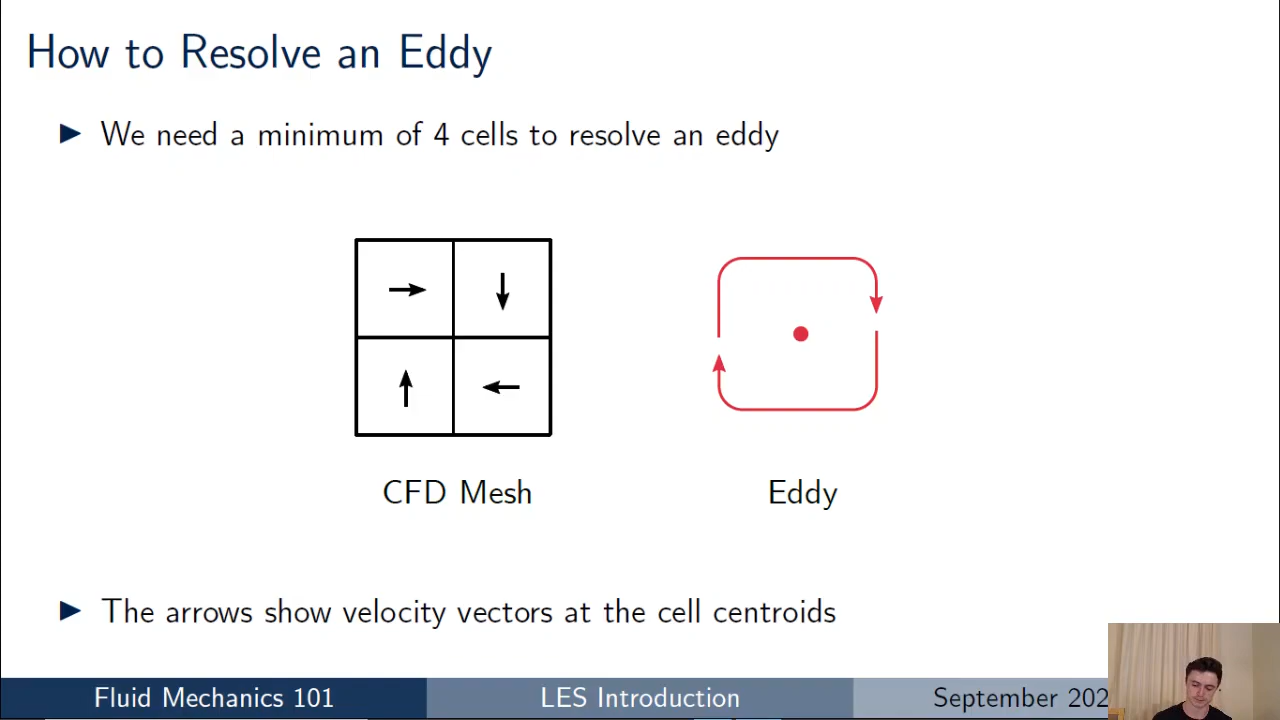 How to Resolve an Eddy
We need a minimum of 4 cells to resolve an eddy
CFD Mesh
Eddy
The arrows show velocity vectors at the cell centroids
Fluid Mechanics 101
LES Introduction
September